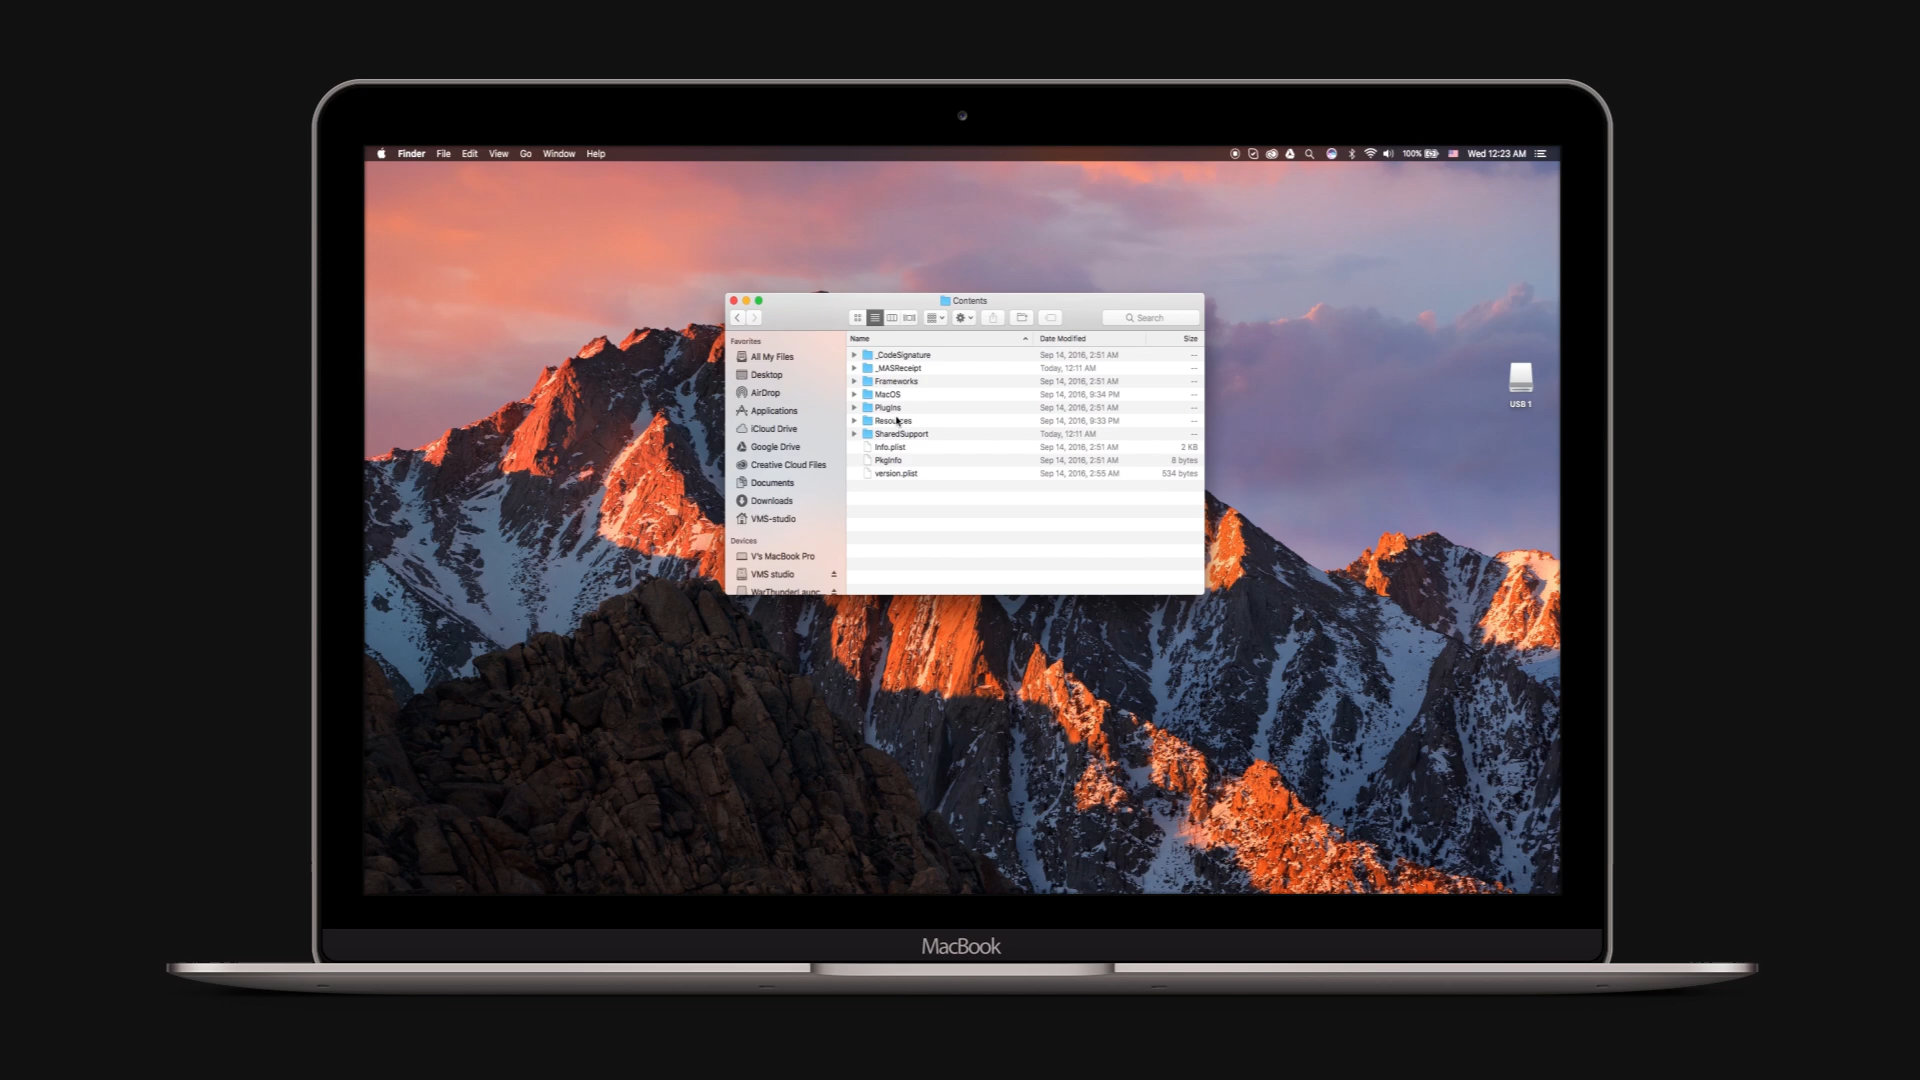 Finder File Edit View Go Window Help
100% Wed 12:23 AM
Contents
Search
Favorites
All My Files
Desktop
AirDrop
Applications
iCloud Drive
Google Drive
Creative Cloud Files
Documents
Downloads
VMS-studio
Devices
V's MacBook Pro
VMS studio
WarThunderLaunc...
Name Date Modified Size
_CodeSignature Sep 14, 2016, 2:51 AM --
_MASReceipt Today, 12:11 AM --
Frameworks Sep 14, 2016, 2:51 AM --
MacOS Sep 14, 2016, 9:34 PM --
PlugIns Sep 14, 2016, 2:51 AM --
Resources Sep 14, 2016, 9:33 PM --
SharedSupport Today, 12:11 AM --
Info.plist Sep 14, 2016, 2:51 AM 2 KB
PkgInfo Sep 14, 2016, 2:51 AM 8 bytes
version.plist Sep 14, 2016, 2:55 AM 534 bytes
USB 1
MacBook